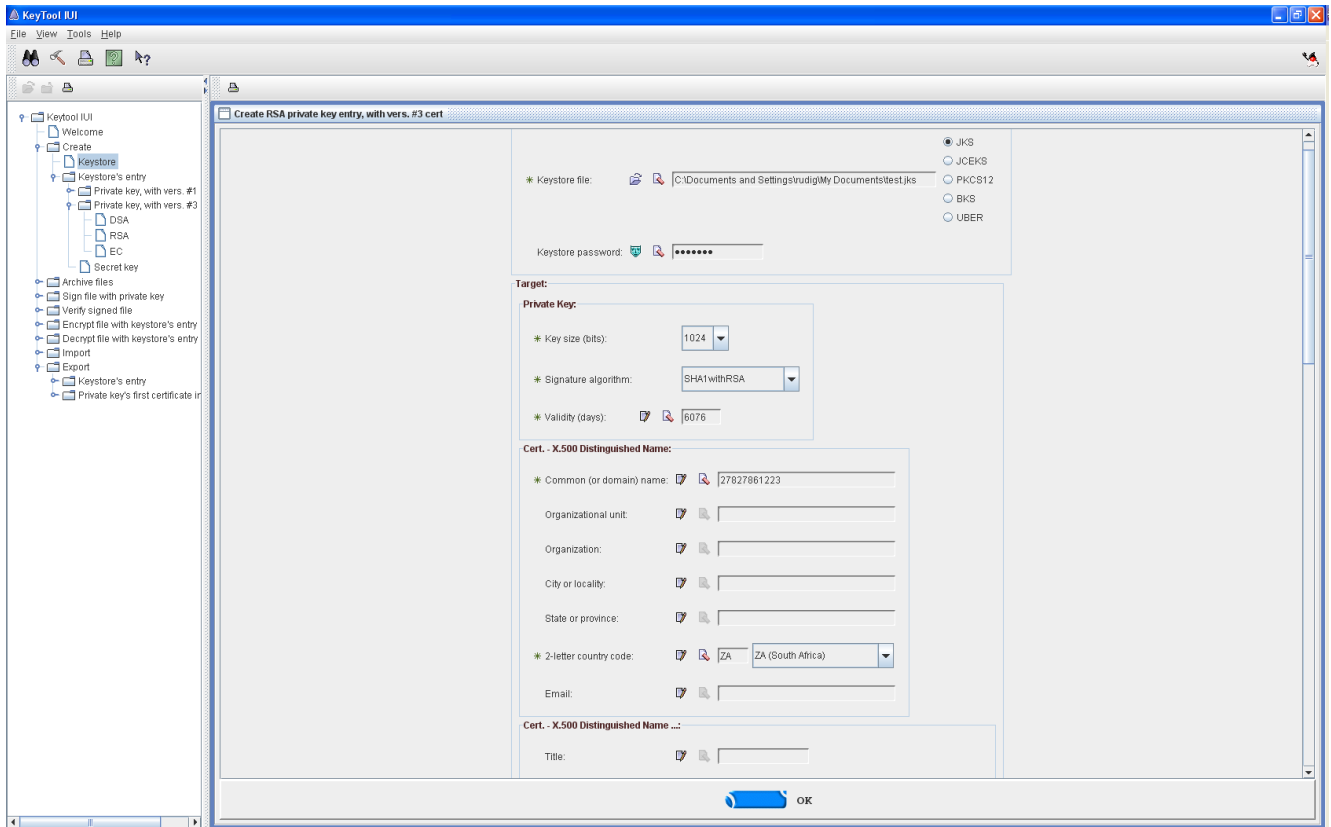 KeyTool IUI
File View Tools Help
Keytool IUI
Welcome
Create
Keystore
Keystore's entry
Private key, with vers. #1
Private key, with vers. #3
DSA
RSA
EC
Secret key
Archive files
Sign file with private key
Verify signed file
Encrypt file with keystore's entry
Decrypt file with keystore's entry
Import
Export
Keystore's entry
Private key's first certificate in
Create RSA private key entry, with vers. #3 cert
JKS
JCEKS
Keystore file: C:\Documents and Settings\rudig\My Documents\test.jks PKCS12
BKS
UBER
Keystore password: •••••••
Target:
Private Key:
Key size (bits): 1024
Signature algorithm: SHA1withRSA
Validity (days): 6076
Cert. - X.500 Distinguished Name:
Common (or domain) name: 27827861223
Organizational unit:
Organization:
City or locality:
State or province:
2-letter country code: ZA ZA (South Africa)
Email:
Cert. - X.500 Distinguished Name ...:
Title:
OK